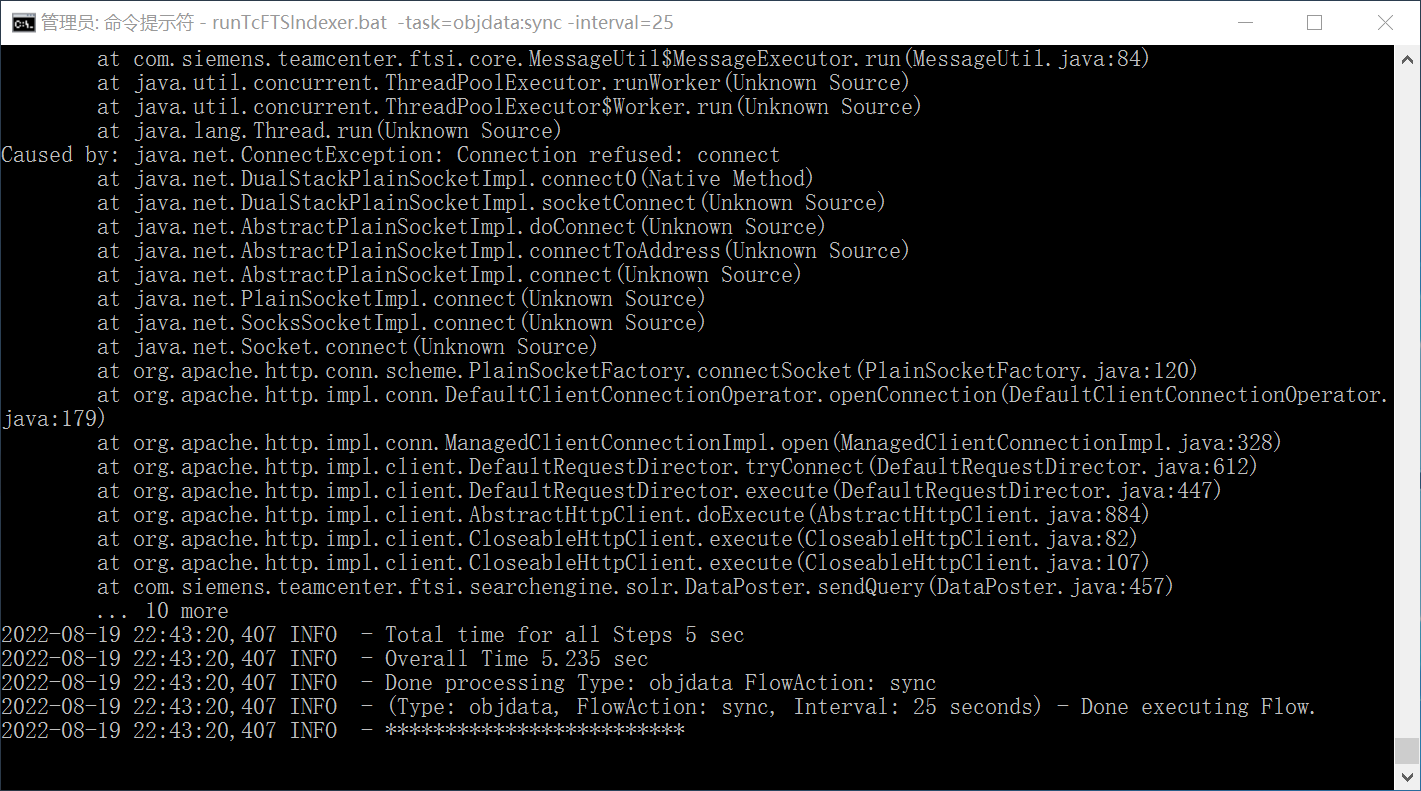 管理员: 命令提示符 - runTcFTSIndexer.bat  -task=objdata:sync -interval=25
at com.siemens.teamcenter.ftsi.core.MessageUtil$MessageExecutor.run(MessageUtil.java:84)
at java.util.concurrent.ThreadPoolExecutor.runWorker(Unknown Source)
at java.util.concurrent.ThreadPoolExecutor$Worker.run(Unknown Source)
at java.lang.Thread.run(Unknown Source)
Caused by: java.net.ConnectException: Connection refused: connect
at java.net.DualStackPlainSocketImpl.connect0(Native Method)
at java.net.DualStackPlainSocketImpl.socketConnect(Unknown Source)
at java.net.AbstractPlainSocketImpl.doConnect(Unknown Source)
at java.net.AbstractPlainSocketImpl.connectToAddress(Unknown Source)
at java.net.AbstractPlainSocketImpl.connect(Unknown Source)
at java.net.PlainSocketImpl.connect(Unknown Source)
at java.net.SocksSocketImpl.connect(Unknown Source)
at java.net.Socket.connect(Unknown Source)
at org.apache.http.conn.scheme.PlainSocketFactory.connectSocket(PlainSocketFactory.java:120)
at org.apache.http.impl.conn.DefaultClientConnectionOperator.openConnection(DefaultClientConnectionOperator.
java:179)
at org.apache.http.impl.conn.ManagedClientConnectionImpl.open(ManagedClientConnectionImpl.java:328)
at org.apache.http.impl.client.DefaultRequestDirector.tryConnect(DefaultRequestDirector.java:612)
at org.apache.http.impl.client.DefaultRequestDirector.execute(DefaultRequestDirector.java:447)
at org.apache.http.impl.client.AbstractHttpClient.doExecute(AbstractHttpClient.java:884)
at org.apache.http.impl.client.CloseableHttpClient.execute(CloseableHttpClient.java:82)
at org.apache.http.impl.client.CloseableHttpClient.execute(CloseableHttpClient.java:107)
at com.siemens.teamcenter.ftsi.searchengine.solr.DataPoster.sendQuery(DataPoster.java:457)
... 10 more
2022-08-19 22:43:20,407 INFO  - Total time for all Steps 5 sec
2022-08-19 22:43:20,407 INFO  - Overall Time 5.235 sec
2022-08-19 22:43:20,407 INFO  - Done processing Type: objdata FlowAction: sync
2022-08-19 22:43:20,407 INFO  - (Type: objdata, FlowAction: sync, Interval: 25 seconds) - Done executing Flow.
2022-08-19 22:43:20,407 INFO  - *************************